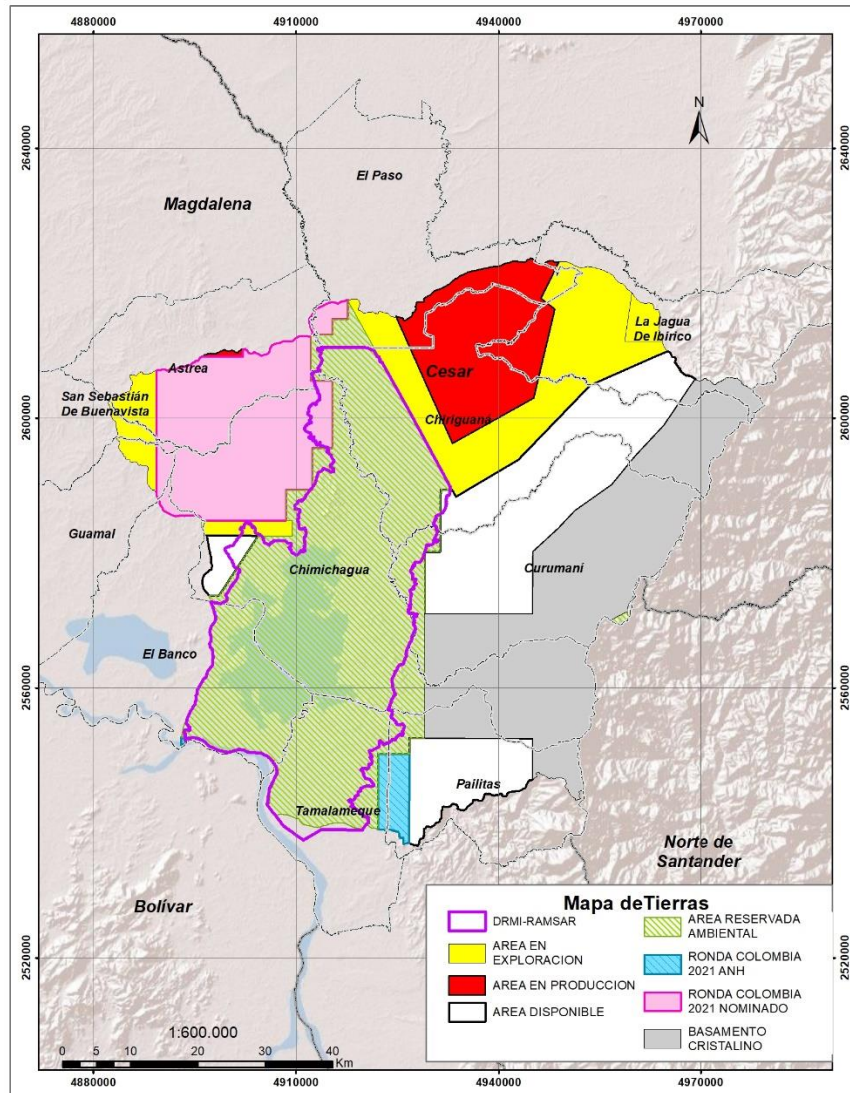 4880000 4910000 4940000 4970000
N
2640000 2640000
El Paso
Magdalena
La Jagua
De Ibirico
Astrea
Cesar
San Sebastián
De Buenavista
2600000 2600000
Chiriguaná
Guamal
Chimichagua
Curumaní
El Banco
2560000 2560000
Pailitas
Tamalameque
Norte de
Santander
Bolívar
Mapa deTierras
DRMI-RAMSAR
AREA EN
EXPLORACION
AREA EN PRODUCCION
AREA DISPONIBLE
AREA RESERVADA
AMBIENTAL
RONDA COLOMBIA
2021 ANH
RONDA COLOMBIA
2021 NOMINADO
BASAMENTO
CRISTALINO
2520000 2520000
1:600.000
0 5 10 20 30 40
Km
4880000 4910000 4940000 4970000